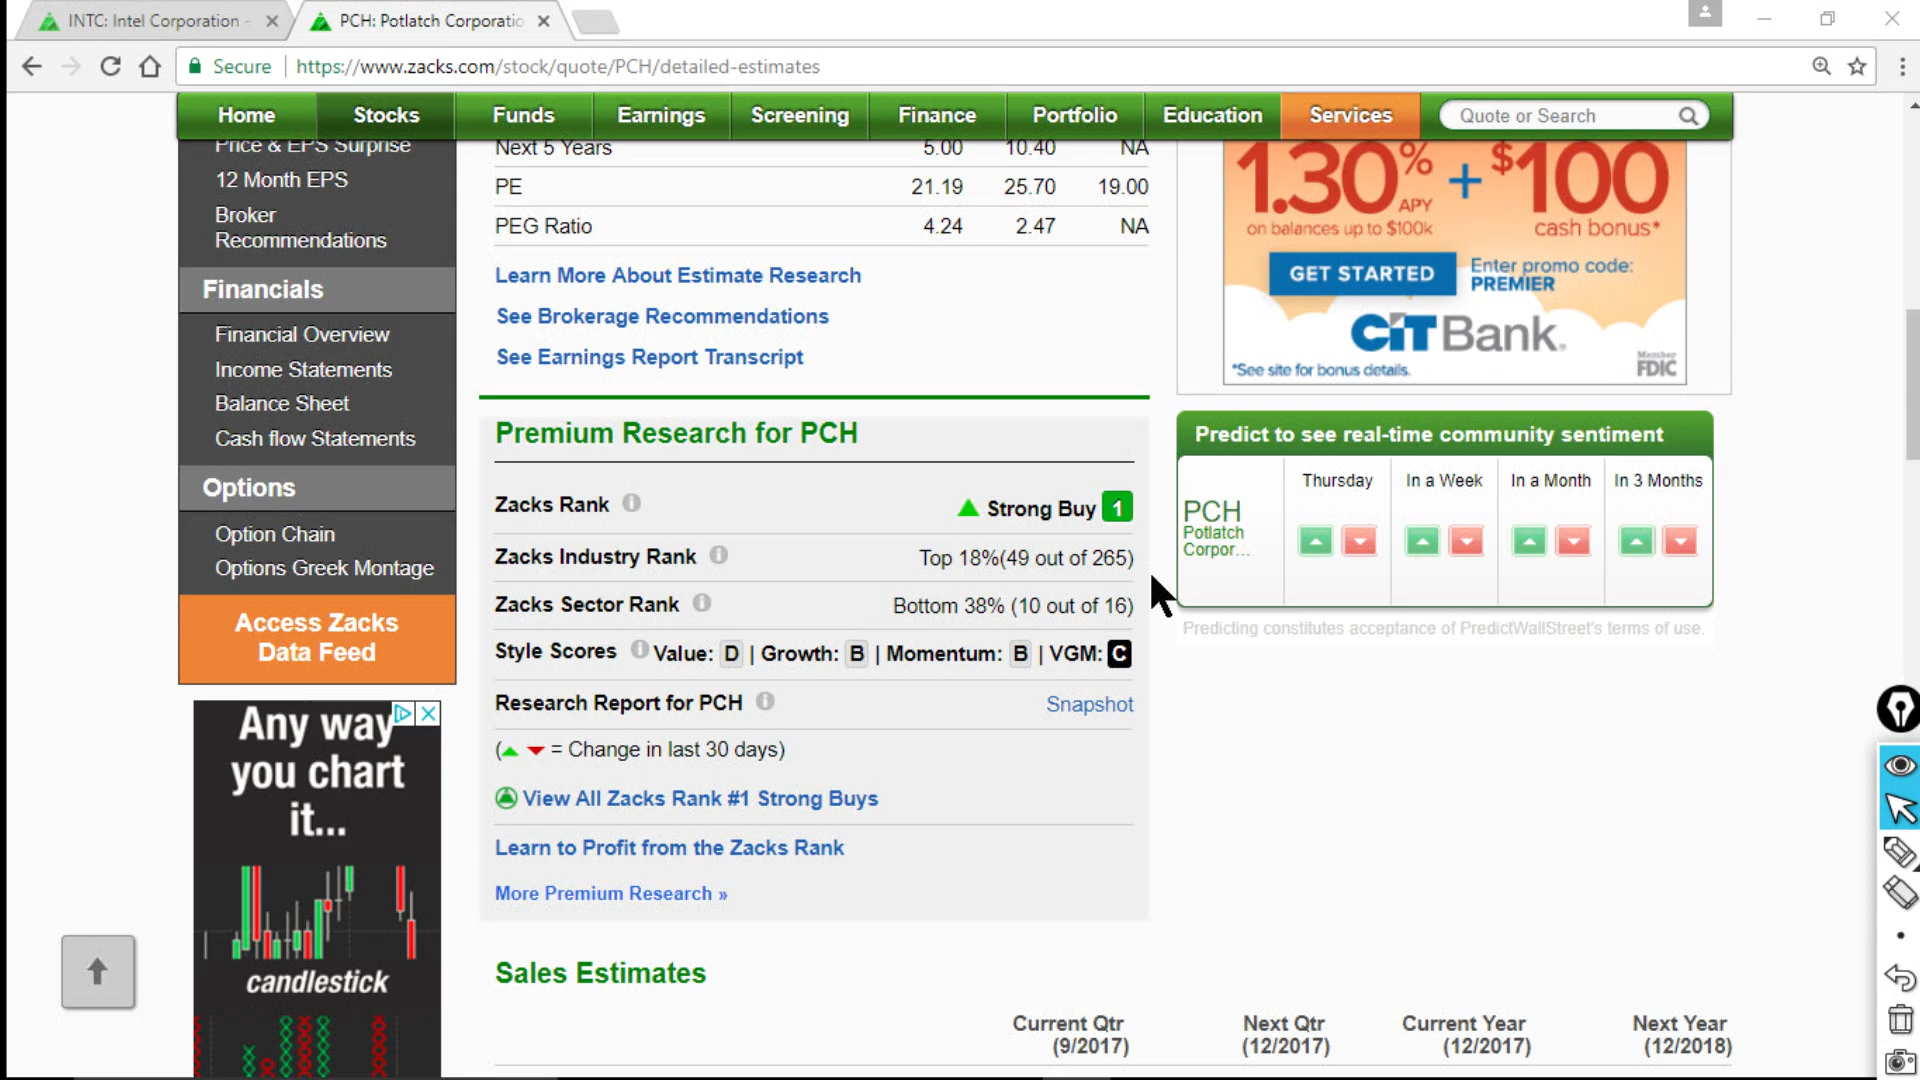 INTC: Intel Corporation -
PCH: Potlatch Corporatio
Secure
https://www.zacks.com/stock/quote/PCH/detailed-estimates
Home Stocks Funds Earnings Screening Finance Portfolio Education Services Quote or Search
Price & EPS Surprise
12 Month EPS
Broker
Recommendations
Financials
Financial Overview
Income Statements
Balance Sheet
Cash flow Statements
Options
Option Chain
Options Greek Montage
Access Zacks
Data Feed
Any way
you chart
it...
candlestick
Next 5 Years 5.00 10.40 NA
PE 21.19 25.70 19.00
PEG Ratio 4.24 2.47 NA
Learn More About Estimate Research
See Brokerage Recommendations
See Earnings Report Transcript
Premium Research for PCH
Zacks Rank Strong Buy 1
Zacks Industry Rank Top 18%(49 out of 265)
Zacks Sector Rank Bottom 38% (10 out of 16)
Style Scores Value: D | Growth: B | Momentum: B | VGM: C
Research Report for PCH Snapshot
( = Change in last 30 days)
View All Zacks Rank #1 Strong Buys
Learn to Profit from the Zacks Rank
More Premium Research »
Sales Estimates
Current Qtr Next Qtr Current Year Next Year
(9/2017) (12/2017) (12/2017) (12/2018)
1.30% APY + $100
on balances up to $100k cash bonus*
GET STARTED
Enter promo code:
PREMIER
CiT Bank.
*See site for bonus details.
Member
FDIC
Predict to see real-time community sentiment
Thursday In a Week In a Month In 3 Months
PCH
Potlatch
Corpor...
Predicting constitutes acceptance of PredictWallStreet's terms of use.